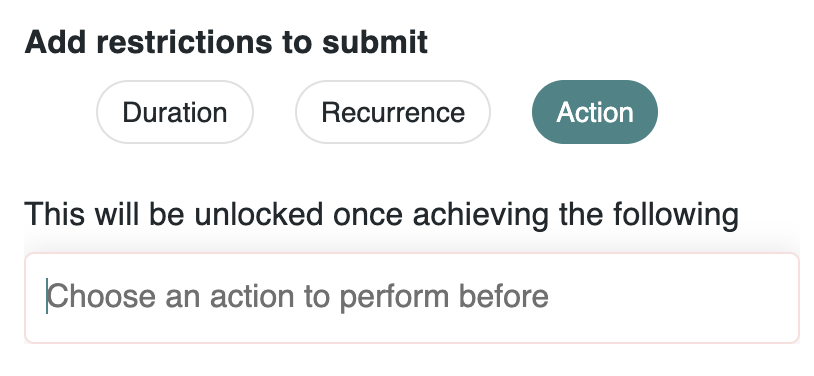 Add restrictions to submit
Duration Recurrence Action
This will be unlocked once achieving the following
Choose an action to perform before